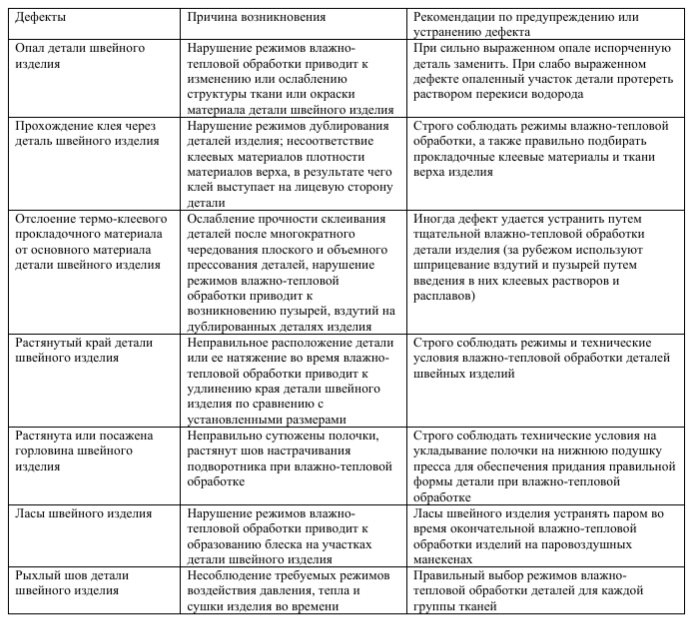 Дефекты
Причина возникновения
Рекомендации по предупреждению или
устранению дефекта
Опал детали швейного
изделия
Нарушение режимов влажно-
тепловой обработки приводит к
изменению или ослаблению
структуры ткани или окраски
материала детали швейного изделия
При сильно выраженном опале испорченную
деталь заменить. При слабо выраженном
дефекте опаленный участок детали протереть
раствором перекиси водорода
Прохождение клея через
деталь швейного изделия
Нарушение режимов дублирования
деталей изделия; несоответствие
клеевых материалов плотности
материалов верха, в результате чего
клей выступает на лицевую сторону
детали
Строго соблюдать режимы влажно-тепловой
обработки, а также правильно подбирать
прокладочные клеевые материалы и ткани
верха изделия
Отслоение термо-клеевого
прокладочного материала
от основного материала
детали швейного изделия
Ослабление прочности склеивания
деталей после многократного
чередования плоского и объемного
прессования деталей, нарушение
режимов влажно-тепловой
обработки приводит к
возникновению пузырей, вздутий на
дублированных деталях изделия
Иногда дефект удается устранить путем
тщательной влажно-тепловой обработки
детали изделия (за рубежом используют
шприцевание вздутий и пузырей путем
введения в них клеевых растворов и
расплавов)
Растянутый край детали
швейного изделия
Неправильное расположение детали
или ее натяжение во время влажно-
тепловой обработки приводит к
удлинению края детали швейного
изделия по сравнению с
установленными размерами
Строго соблюдать режимы и технические
условия влажно-тепловой обработки деталей
швейных изделий
Растянута или посажена
горловина швейного
изделия
Неправильно сутюжены полочки,
растянут шов настрачивания
подворотника при влажно-тепловой
обработке
Строго соблюдать технические условия на
укладывание полочки на нижнюю подушку
пресса для обеспечения придания правильной
формы детали при влажно-тепловой
обработке
Ласы швейного изделия
Нарушение режимов влажно-
тепловой обработки приводит к
образованию блеска на участках
детали швейного изделия
Ласы швейного изделия устранять паром во
время окончательной влажно-тепловой
обработки изделий на паровоздушных
манекенах
Рыхлый шов детали
швейного изделия
Несоблюдение требуемых режимов
воздействия давления, тепла и
сушки изделия во времени
Правильный выбор режимов влажно-
тепловой обработки деталей для каждой
группы тканей